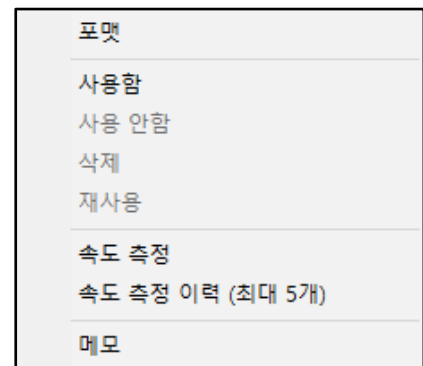 포맷
사용함
사용 안함
삭제
재사용
속도 측정
속도 측정 이력 (최대 5개)
메모